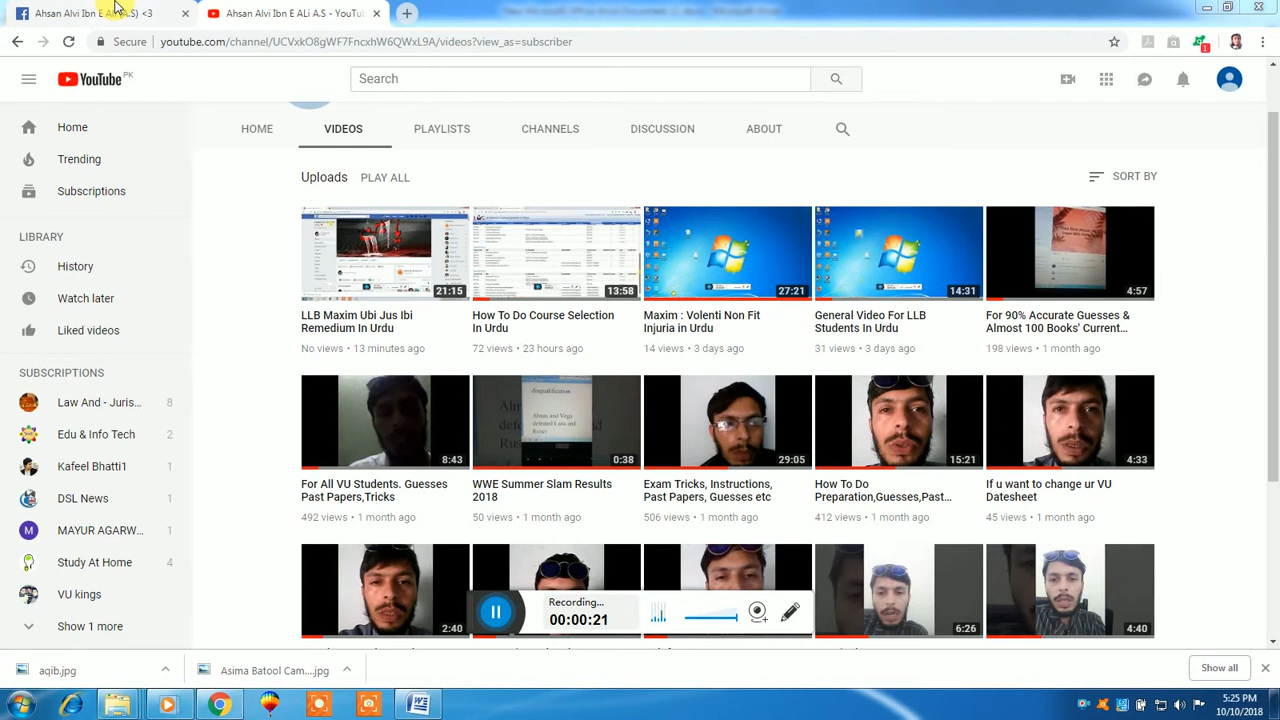 Ahsan Alvi Ibn E ALi A.S) <3
Ahsan Alvi Ibn E ALi A.S - YouTu
Secure
youtube.com/channel/UCVxkO8gWF7FncxhW6QWxL9A/videos?view_as=subscriber
YouTube PK
Search
HOME
VIDEOS
PLAYLISTS
CHANNELS
DISCUSSION
ABOUT
Home
Trending
Subscriptions
LIBRARY
History
Watch later
Liked videos
SUBSCRIPTIONS
Law And - Juris... 8
Edu & Info Tech 2
Kafeel Bhatti1 1
DSL News 1
M MAYUR AGARW... 1
Study At Home 4
VU kings
Show 1 more
Uploads
PLAY ALL
SORT BY
21:15
LLB Maxim Ubi Jus Ibi
Remedium In Urdu
No views • 13 minutes ago
13:58
How To Do Course Selection
In Urdu
72 views • 23 hours ago
27:21
Maxim : Volenti Non Fit
Injuria in Urdu
14 views • 3 days ago
14:31
General Video For LLB
Students In Urdu
31 views • 3 days ago
4:57
For 90% Accurate Guesses &
Almost 100 Books' Current...
198 views • 1 month ago
8:43
For All VU Students. Guesses
Past Papers,Tricks
492 views • 1 month ago
disqualification
0:38
WWE Summer Slam Results
2018
50 views • 1 month ago
29:05
Exam Tricks, Instructions,
Past Papers, Guesses etc
506 views • 1 month ago
15:21
How To Do
Preparation,Guesses,Past...
412 views • 1 month ago
4:33
If u want to change ur VU
Datesheet
45 views • 1 month ago
2:40
6:26
4:40
Recording...
00:00:21
aqib.jpg
Asima Batool Cam....jpg
Show all
5:25 PM
10/10/2018